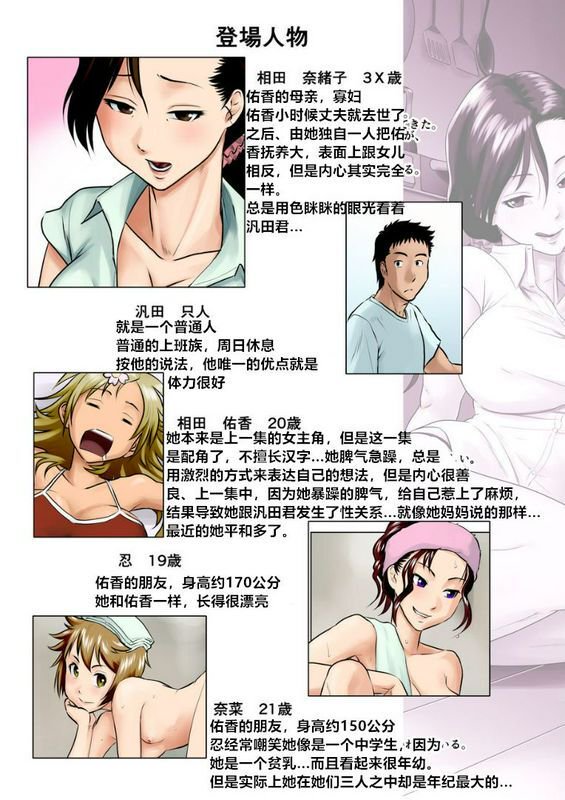 登場人物
相田 奈緒子 3X歳
佑香的母亲，寡妇
佑香小时候丈夫就去世了
之后、由她独自一人把佑
香抚养大，表面上跟女儿
相反，但是内心其实完全
一样。
总是用色眯眯的眼光看着
汎田君…
きた。
が、
る。
汎田 只人
就是一个普通人
普通的上班族，周日休息
按他的说法，他唯一的优点就是
体力很好
相田 佑香 20歳
她本来是上一集的女主角，但是这一集
是配角了，不擅长汉字…她脾气急躁，总是
い。
用激烈的方式来表达自己的想法，但是内心很善
良、上一集中，因为她暴躁的脾气，给自己惹上了麻烦，
结果导致她跟汎田君发生了性关系…就像她妈妈说的那样…
最近的她平和多了。
忍 19歳
佑香的朋友，身高约170公分
她和佑香一样，长得很漂亮
奈菜 21歳
佑香的朋友，身高约150公分
忍经常嘲笑她像是一个中学生，因为
いる。
她是一个贫乳…而且看起来很年幼。
但是实际上她在她们三人之中却是年纪最大的…